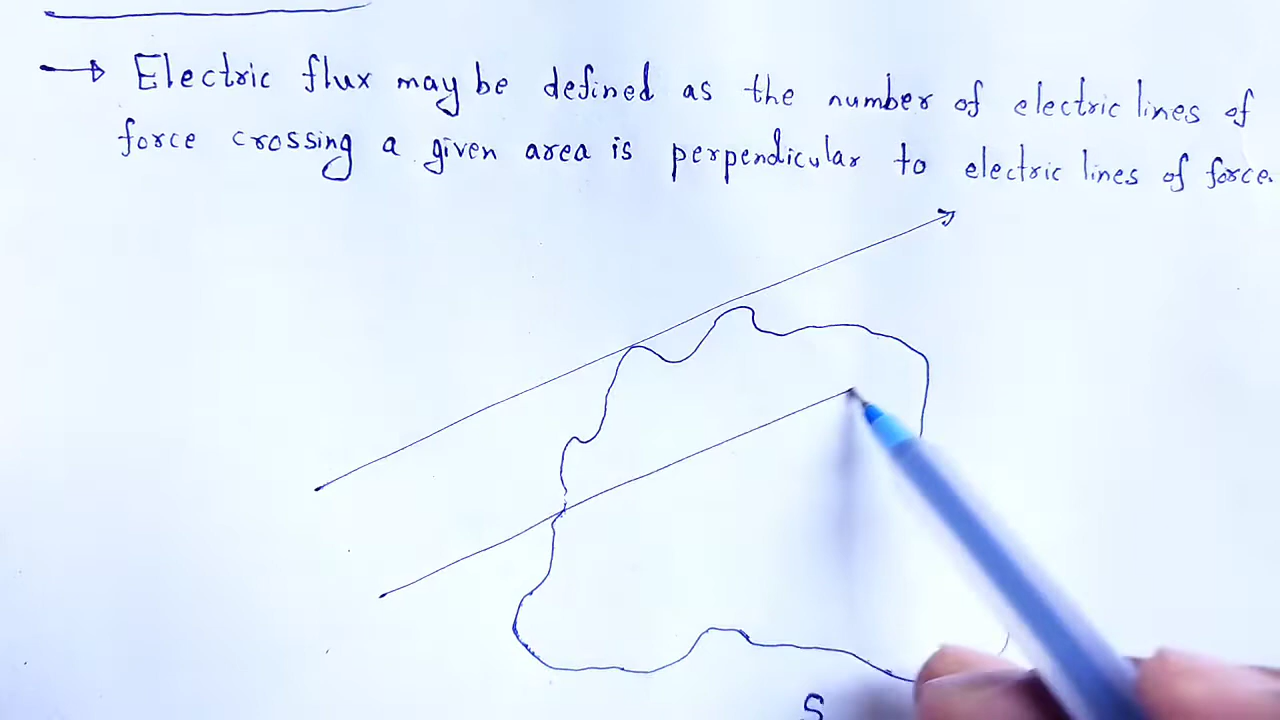 Electric flux may be defined as the number of electric lines of
force crossing a given area is perpendicular to electric lines of force.
S